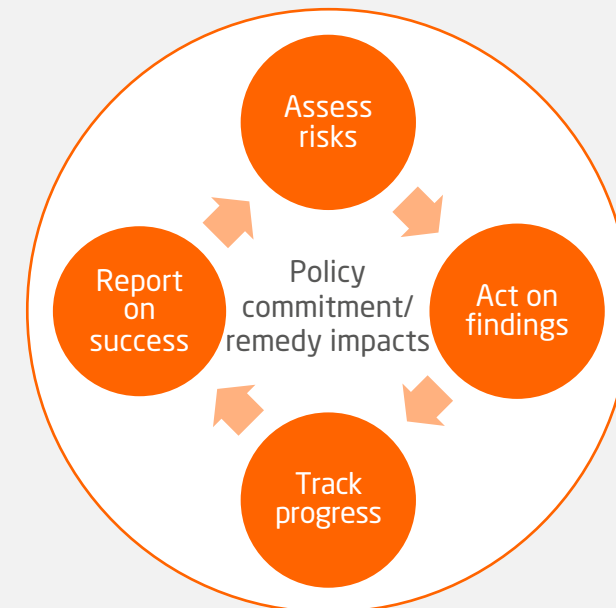 Assess
risks
Act on
findings
Track
progress
Report
on
success
Policy
commitment/
remedy impacts